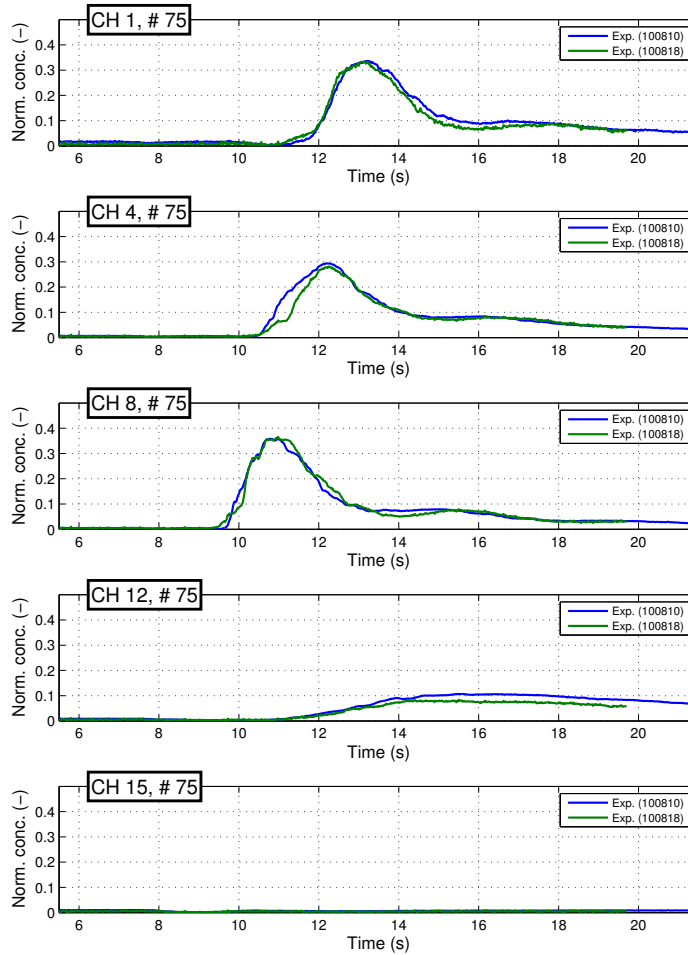 CH 1, # 75
Norm. conc. (−)
0.4
0.3
0.2
0.1
0
6 8 10 12 14 16 18 20
Time (s)
Exp. (100810)
Exp. (100818)
CH 4, # 75
Norm. conc. (−)
0.4
0.3
0.2
0.1
0
6 8 10 12 14 16 18 20
Time (s)
Exp. (100810)
Exp. (100818)
CH 8, # 75
Norm. conc. (−)
0.4
0.3
0.2
0.1
0
6 8 10 12 14 16 18 20
Time (s)
Exp. (100810)
Exp. (100818)
CH 12, # 75
Norm. conc. (−)
0.4
0.3
0.2
0.1
0
6 8 10 12 14 16 18 20
Time (s)
Exp. (100810)
Exp. (100818)
CH 15, # 75
Norm. conc. (−)
0.4
0.3
0.2
0.1
0
6 8 10 12 14 16 18 20
Time (s)
Exp. (100810)
Exp. (100818)